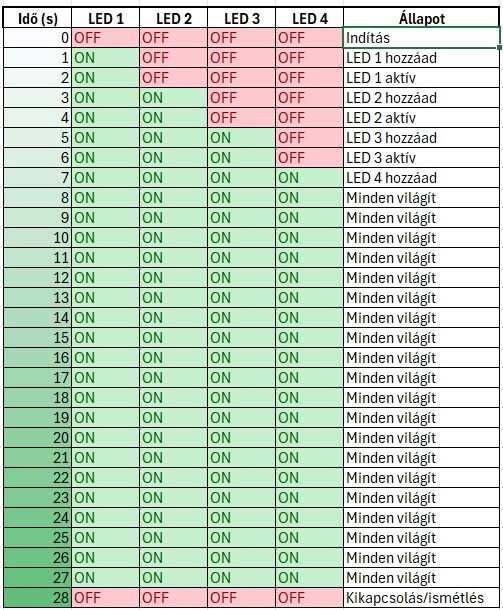 Idő (s) LED 1 LED 2 LED 3 LED 4 Állapot
0 OFF OFF OFF OFF Indítás
1 ON OFF OFF OFF LED 1 hozzáad
2 ON OFF OFF OFF LED 1 aktív
3 ON ON OFF OFF LED 2 hozzáad
4 ON ON OFF OFF LED 2 aktív
5 ON ON ON OFF LED 3 hozzáad
6 ON ON ON OFF LED 3 aktív
7 ON ON ON ON LED 4 hozzáad
8 ON ON ON ON Minden világít
9 ON ON ON ON Minden világít
10 ON ON ON ON Minden világít
11 ON ON ON ON Minden világít
12 ON ON ON ON Minden világít
13 ON ON ON ON Minden világít
14 ON ON ON ON Minden világít
15 ON ON ON ON Minden világít
16 ON ON ON ON Minden világít
17 ON ON ON ON Minden világít
18 ON ON ON ON Minden világít
19 ON ON ON ON Minden világít
20 ON ON ON ON Minden világít
21 ON ON ON ON Minden világít
22 ON ON ON ON Minden világít
23 ON ON ON ON Minden világít
24 ON ON ON ON Minden világít
25 ON ON ON ON Minden világít
26 ON ON ON ON Minden világít
27 ON ON ON ON Minden világít
28 OFF OFF OFF OFF Kikapcsolás/ismétlés